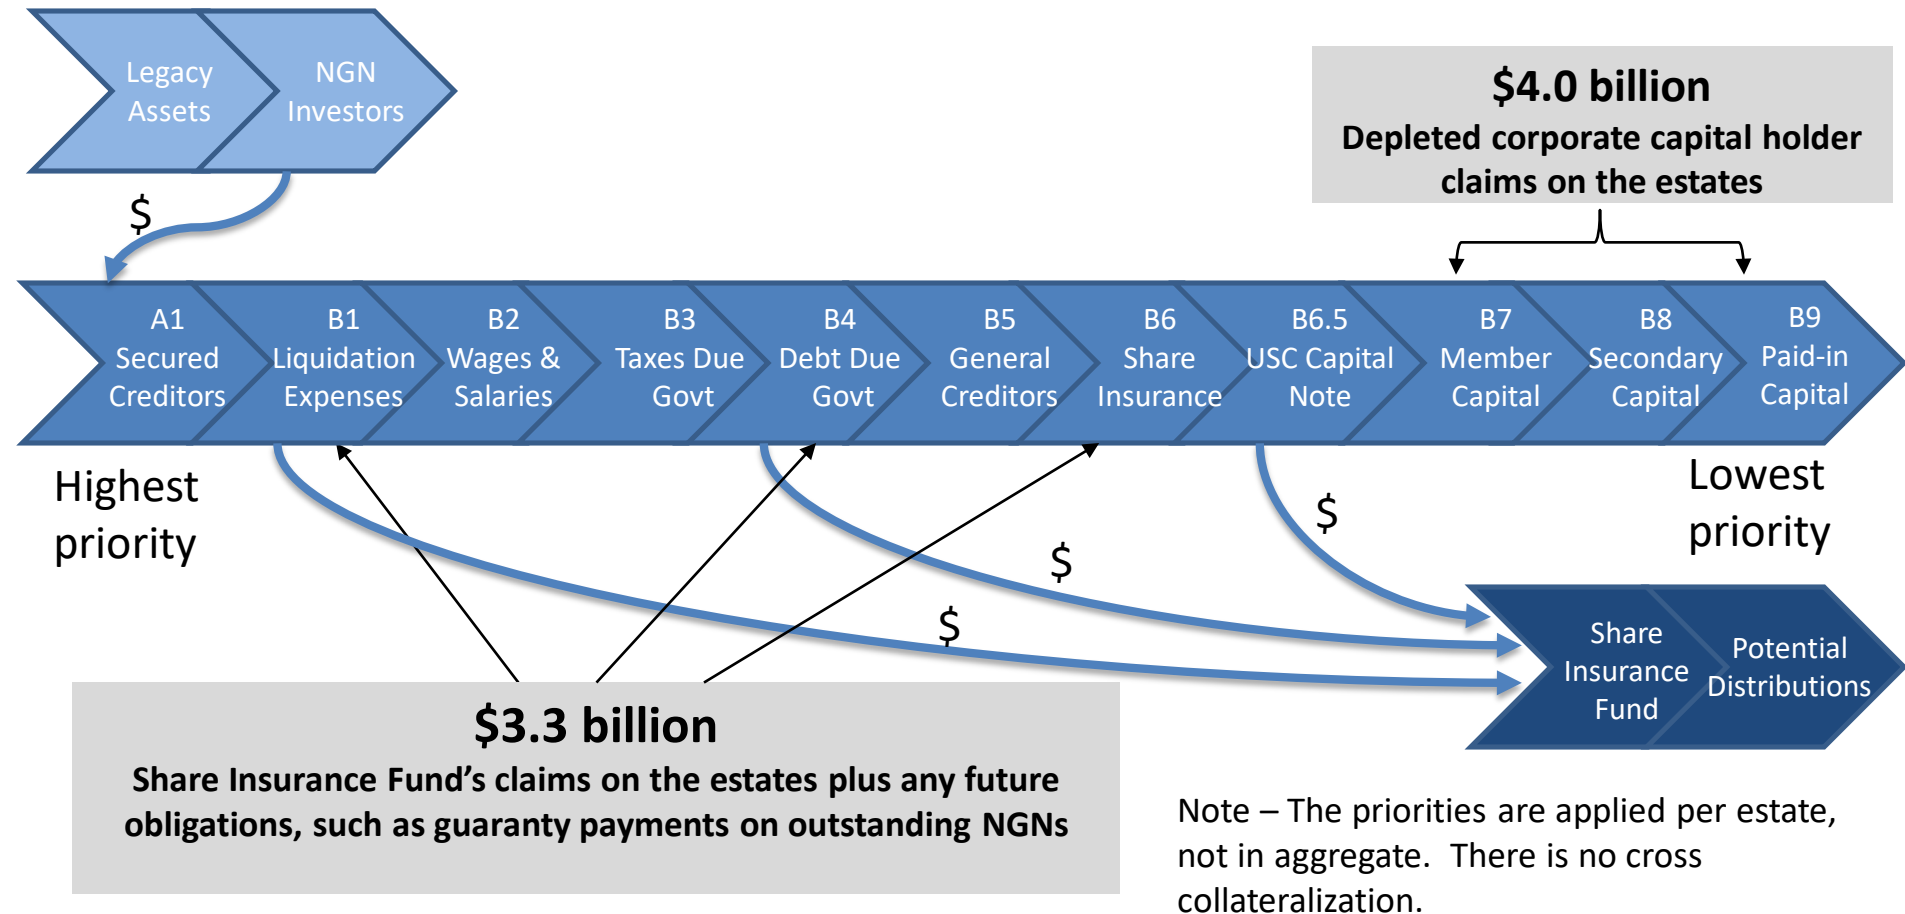 Legacy
Assets
NGN
Investors
$4.0 billion
Depleted corporate capital holder
claims on the estates
$
A1
Secured
Creditors
B1
Liquidation
Expenses
B2
Wages &
Salaries
B3
Taxes Due
Govt
B4
Debt Due
Govt
B5
General
Creditors
B6
Share
Insurance
B6.5
USC Capital
Note
B7
Member
Capital
B8
Secondary
Capital
B9
Paid-in
Capital
Highest
priority
Lowest
priority
$
$
$
Share
Insurance
Fund
Potential
Distributions
$3.3 billion
Share Insurance Fund’s claims on the estates plus any future
obligations, such as guaranty payments on outstanding NGNs
Note – The priorities are applied per estate,
not in aggregate.  There is no cross
collateralization.